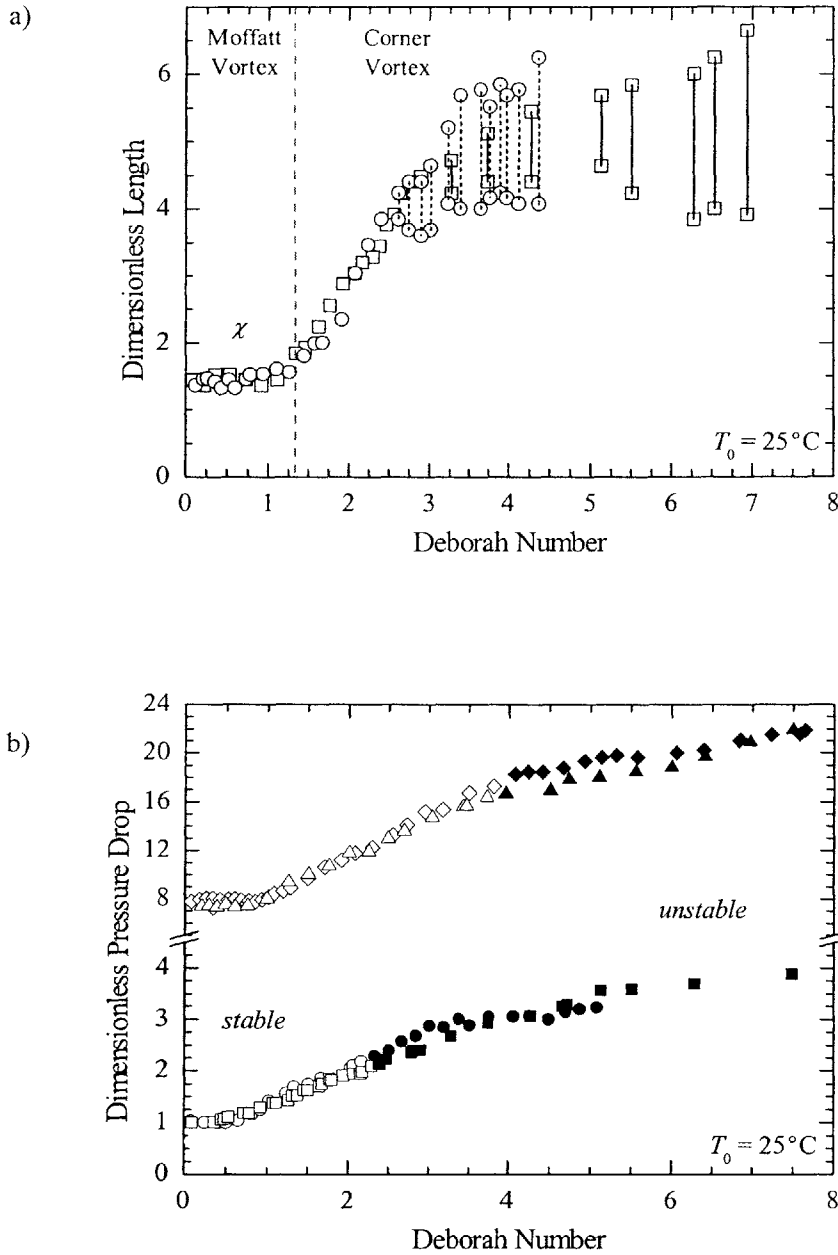 a)
Moffatt Vortex
Corner Vortex
6
4
2
0
Dimensionless Length
χ
T₀ = 25°C
0 1 2 3 4 5 6 7 8
Deborah Number
b)
24
20
16
12
8
4
3
2
1
0
Dimensionless Pressure Drop
unstable
stable
T₀ = 25°C
0 2 4 6 8
Deborah Number